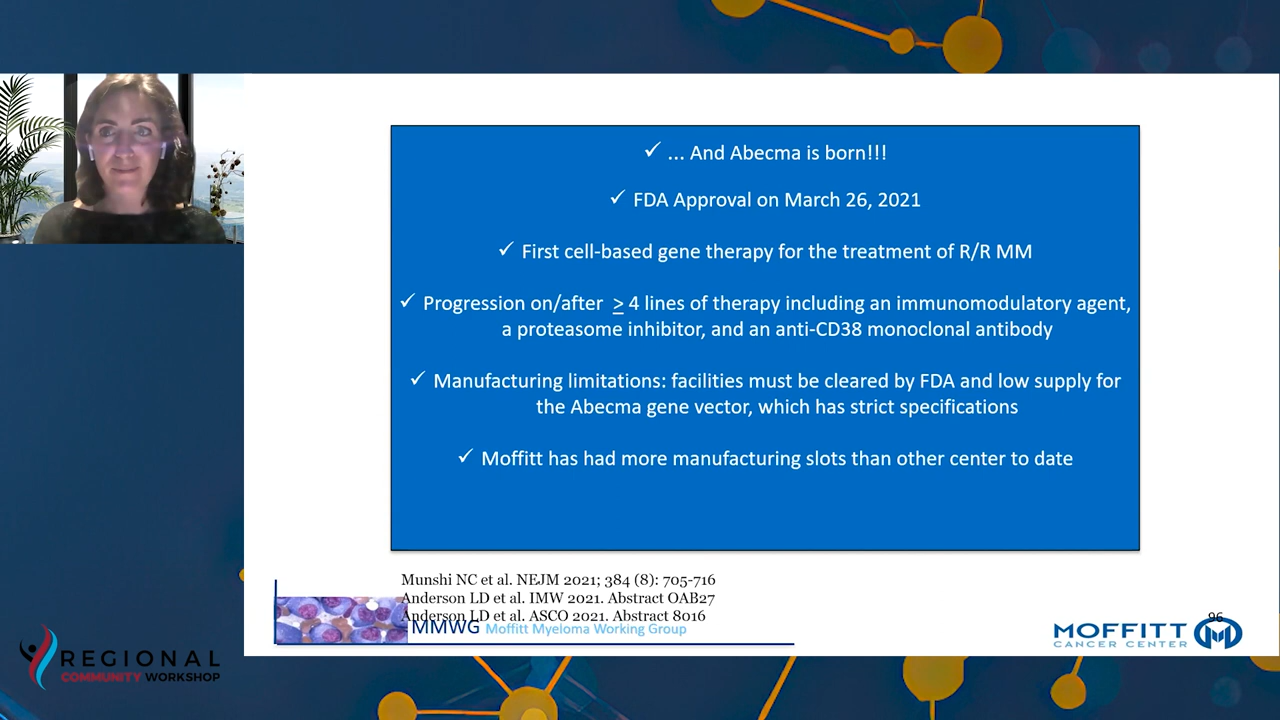 ✓ ... And Abecma is born!!!
✓ FDA Approval on March 26, 2021
✓ First cell-based gene therapy for the treatment of R/R MM
✓ Progression on/after ≥ 4 lines of therapy including an immunomodulatory agent,
a proteasome inhibitor, and an anti-CD38 monoclonal antibody
✓ Manufacturing limitations: facilities must be cleared by FDA and low supply for
the Abecma gene vector, which has strict specifications
✓ Moffitt has had more manufacturing slots than other center to date
Munshi NC et al. NEJM 2021; 384 (8): 705-716
Anderson LD et al. IMW 2021. Abstract OAB27
Anderson LD et al. ASCO 2021. Abstract 8016
MMWG Moffitt Myeloma Working Group
96
MOFFITT
CANCER CENTER
REGIONAL
COMMUNITY WORKSHOP